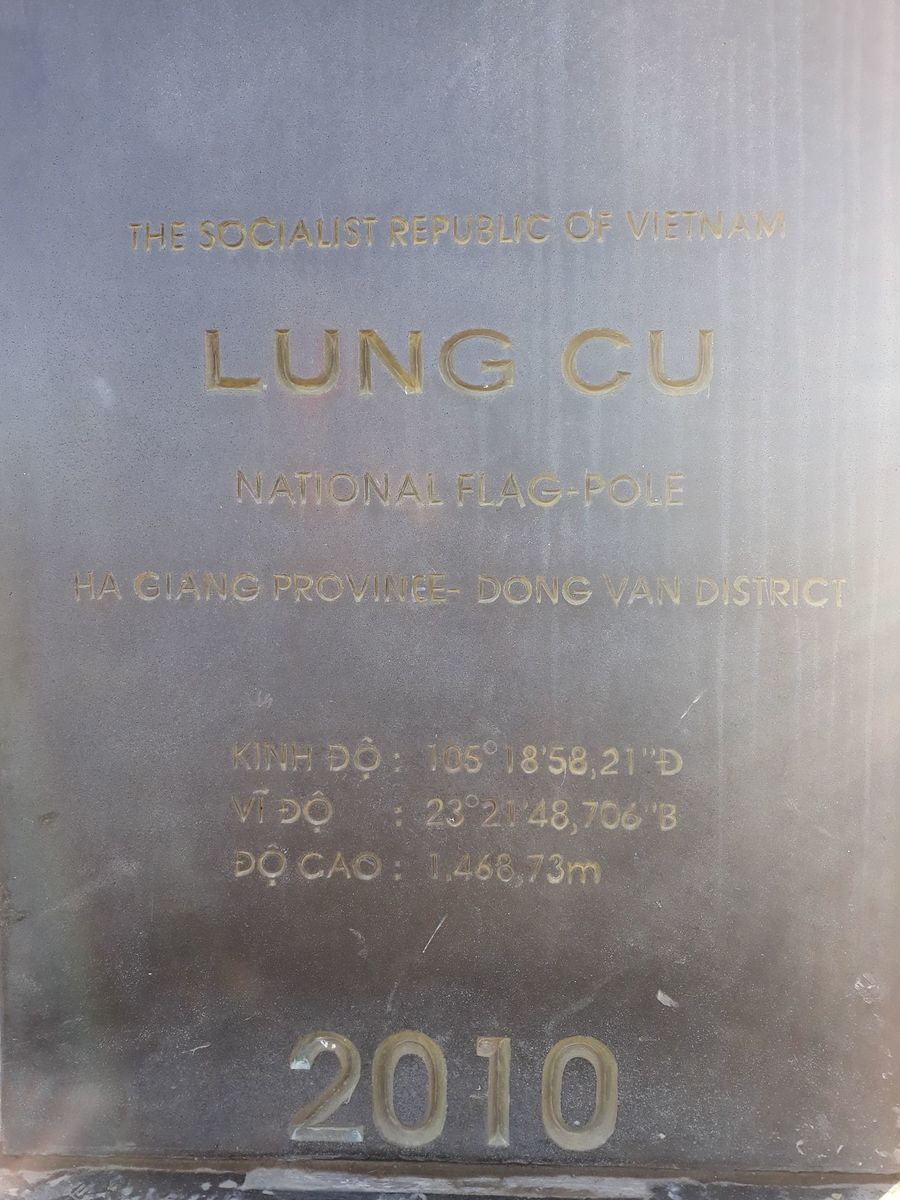 THE SOCIALIST REPUBLIC OF VIETNAM
LUNG CU
NATIONAL FLAG-POLE
HA GIANG PROVINCE- DONG VAN DISTRICT
KINH ĐỘ : 105°18'58,21"Đ
VĨ ĐỘ : 23°21'48,706"B
ĐỘ CAO : 1.468,73m
2010